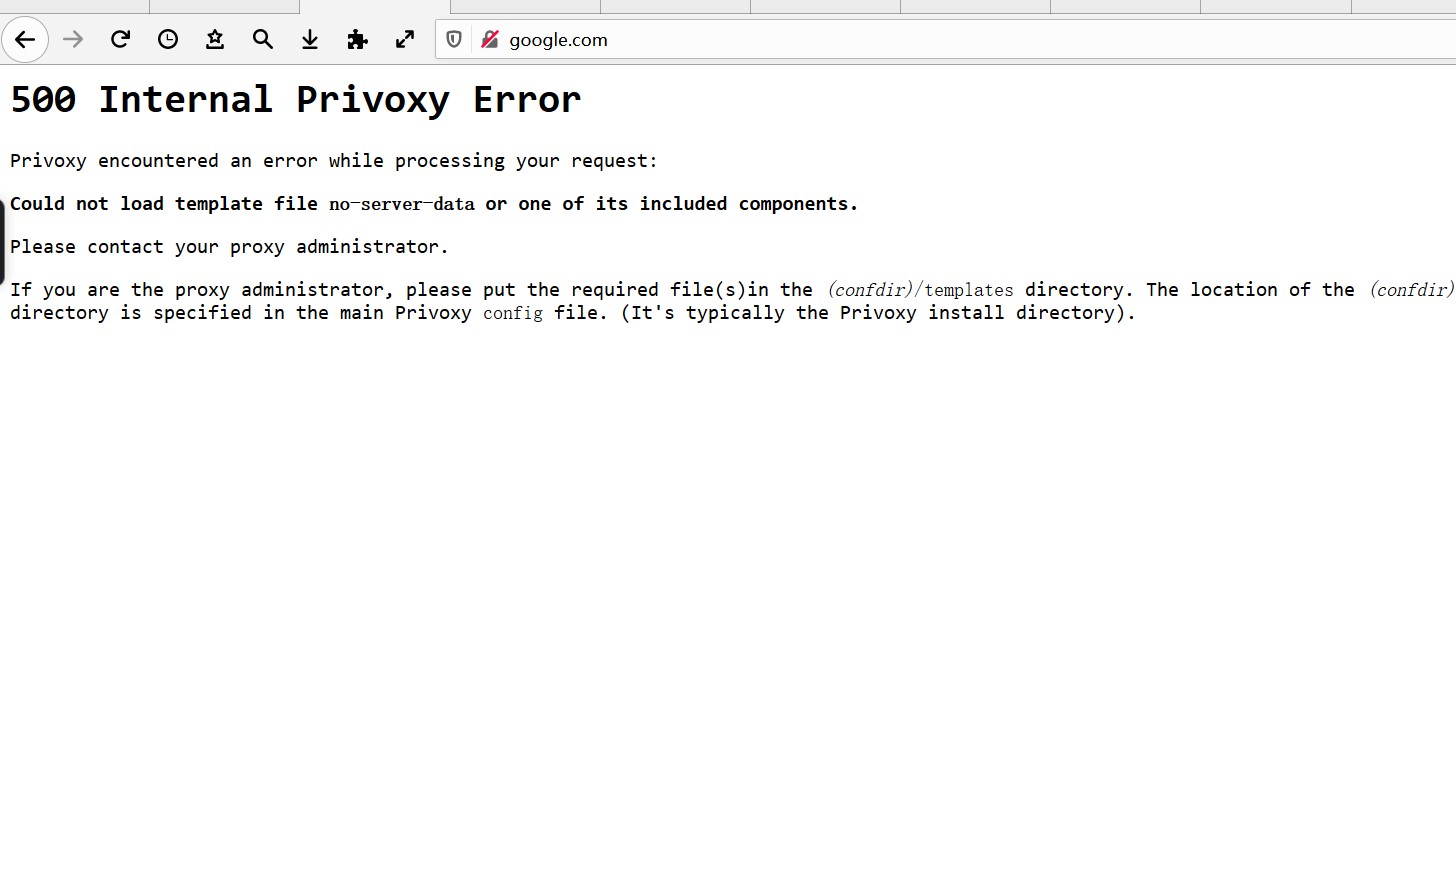 google.com
500 Internal Privoxy Error
Privoxy encountered an error while processing your request:
Could not load template file no-server-data or one of its included components.
Please contact your proxy administrator.
If you are the proxy administrator, please put the required file(s)in the (confdir)/templates directory. The location of the (confdir)
directory is specified in the main Privoxy config file. (It's typically the Privoxy install directory).